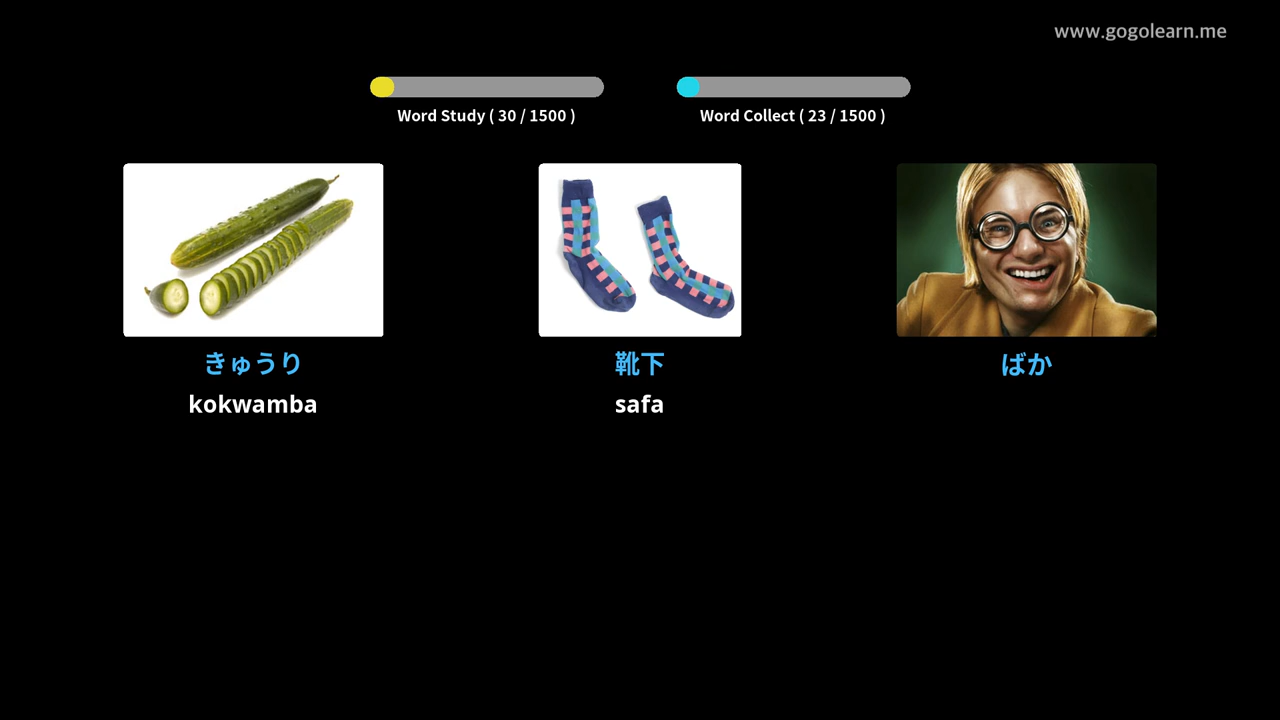 www.gogolearn.me
Word Study ( 30 / 1500 )
Word Collect ( 23 / 1500 )
きゅうり
靴下
ばか
kokwamba
safa